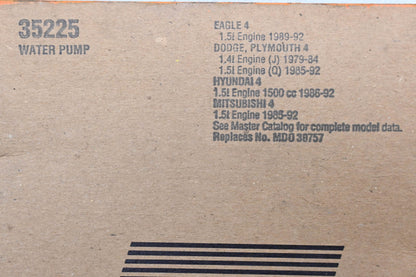 35225
WATER PUMP
EAGLE 4
1.5l Engine 1989-92
DODGE, PLYMOUTH 4
1.4l Engine (J) 1979-84
1.5l Engine (Q) 1985-92
HYUNDAI 4
1.5l Engine 1500 cc 1986-92
MITSUBISHI 4
1.5l Engine 1985-92
See Master Catalog for complete model data.
Replaces No. MDO 39757